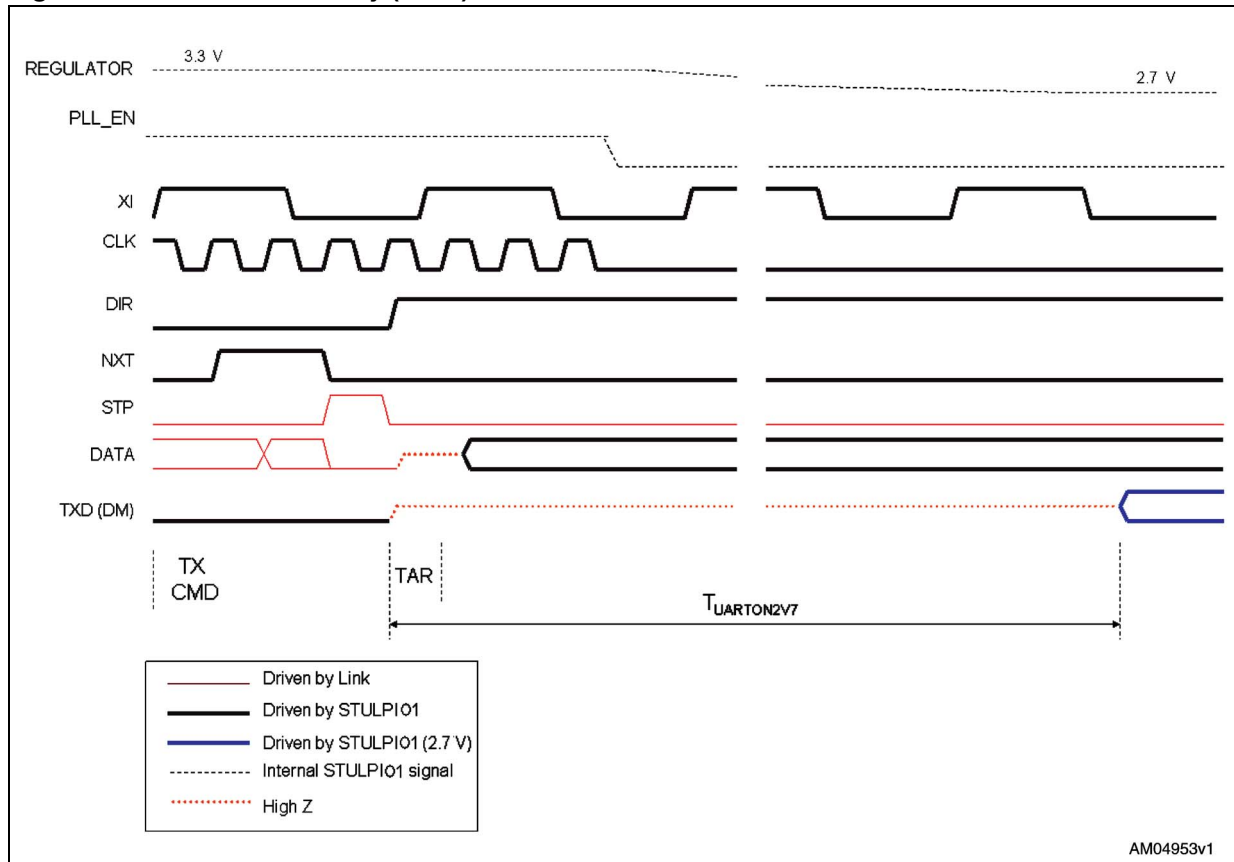 3.3 V
REGULATOR
2.7 V
PLL_EN
XI
CLK
DIR
NXT
STP
DATA
TXD (DM)
TX
CMD
TAR
TUARTON2V7
Driven by Link
Driven by STULPI01
Driven by STULPI01 (2.7 V)
Internal STULPI01 signal
High Z
AM04953v1